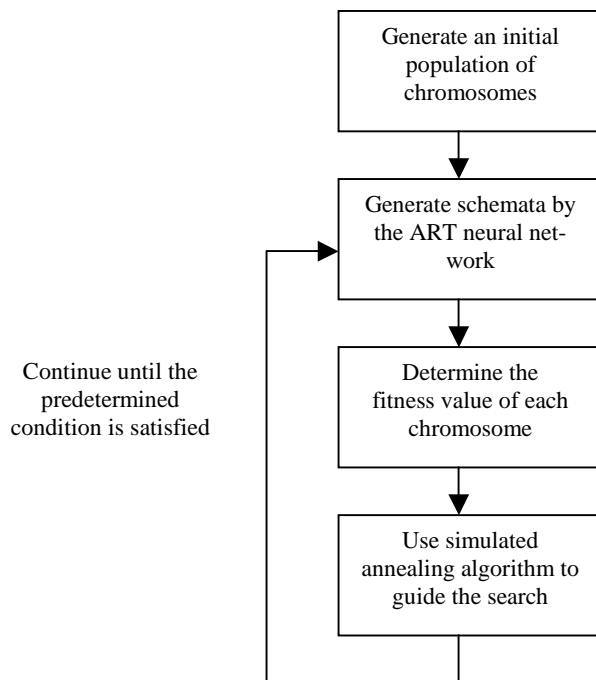 Generate an initial
population of
chromosomes
Generate schemata by
the ART neural net-
work
Continue until the
predetermined
condition is satisfied
Determine the
fitness value of each
chromosome
Use simulated
annealing algorithm to
guide the search